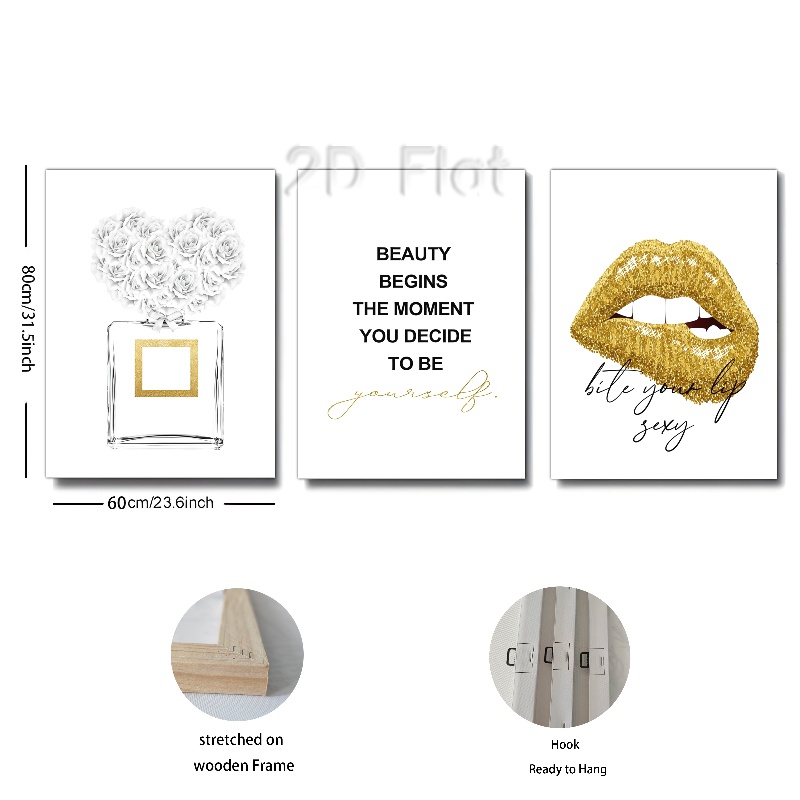 2D Flat
80cm/31.5inch
BEAUTY
BEGINS
THE MOMENT
YOU DECIDE
TO BE
yourself.
bite your lip
sexy
60cm/23.6inch
stretched on
wooden Frame
Hook
Ready to Hang